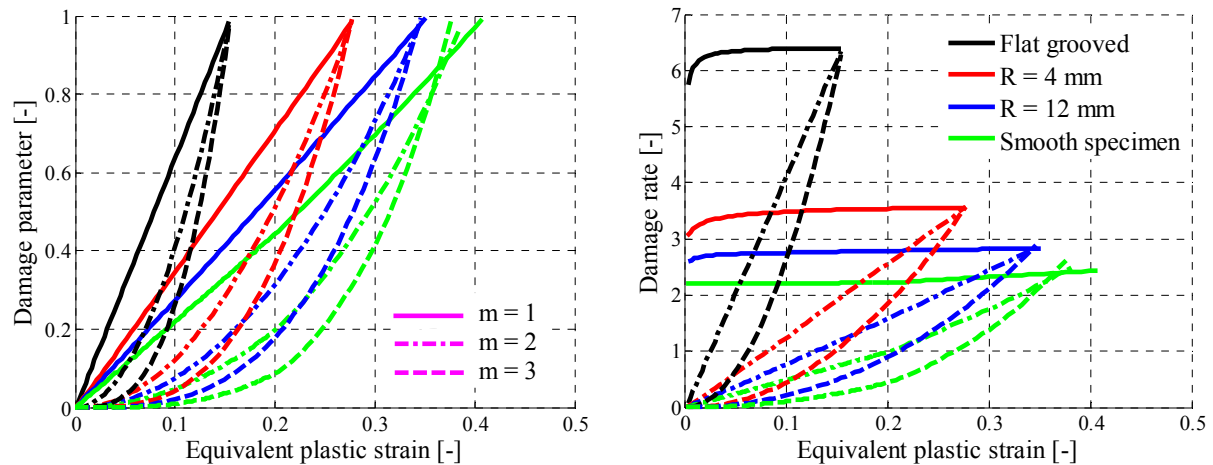 Damage parameter [-]
1
0.8
0.6
0.4
0.2
0
0
0.1
0.2
0.3
0.4
0.5
Equivalent plastic strain [-]
m = 1
m = 2
m = 3
Damage rate [-]
7
6
5
4
3
2
1
0
0
0.1
0.2
0.3
0.4
0.5
Equivalent plastic strain [-]
Flat grooved
R = 4 mm
R = 12 mm
Smooth specimen